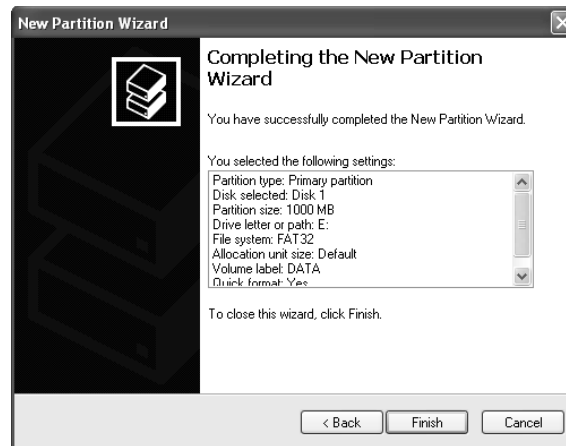 New Partition Wizard
Completing the New Partition
Wizard
You have successfully completed the New Partition Wizard.
You selected the following settings:
Partition type: Primary partition
Disk selected: Disk 1
Partition size: 1000 MB
Drive letter or path: E:
File system: FAT32
Allocation unit size: Default
Volume label: DATA
Quick format: Yes
To close this wizard, click Finish.
< Back
Finish
Cancel